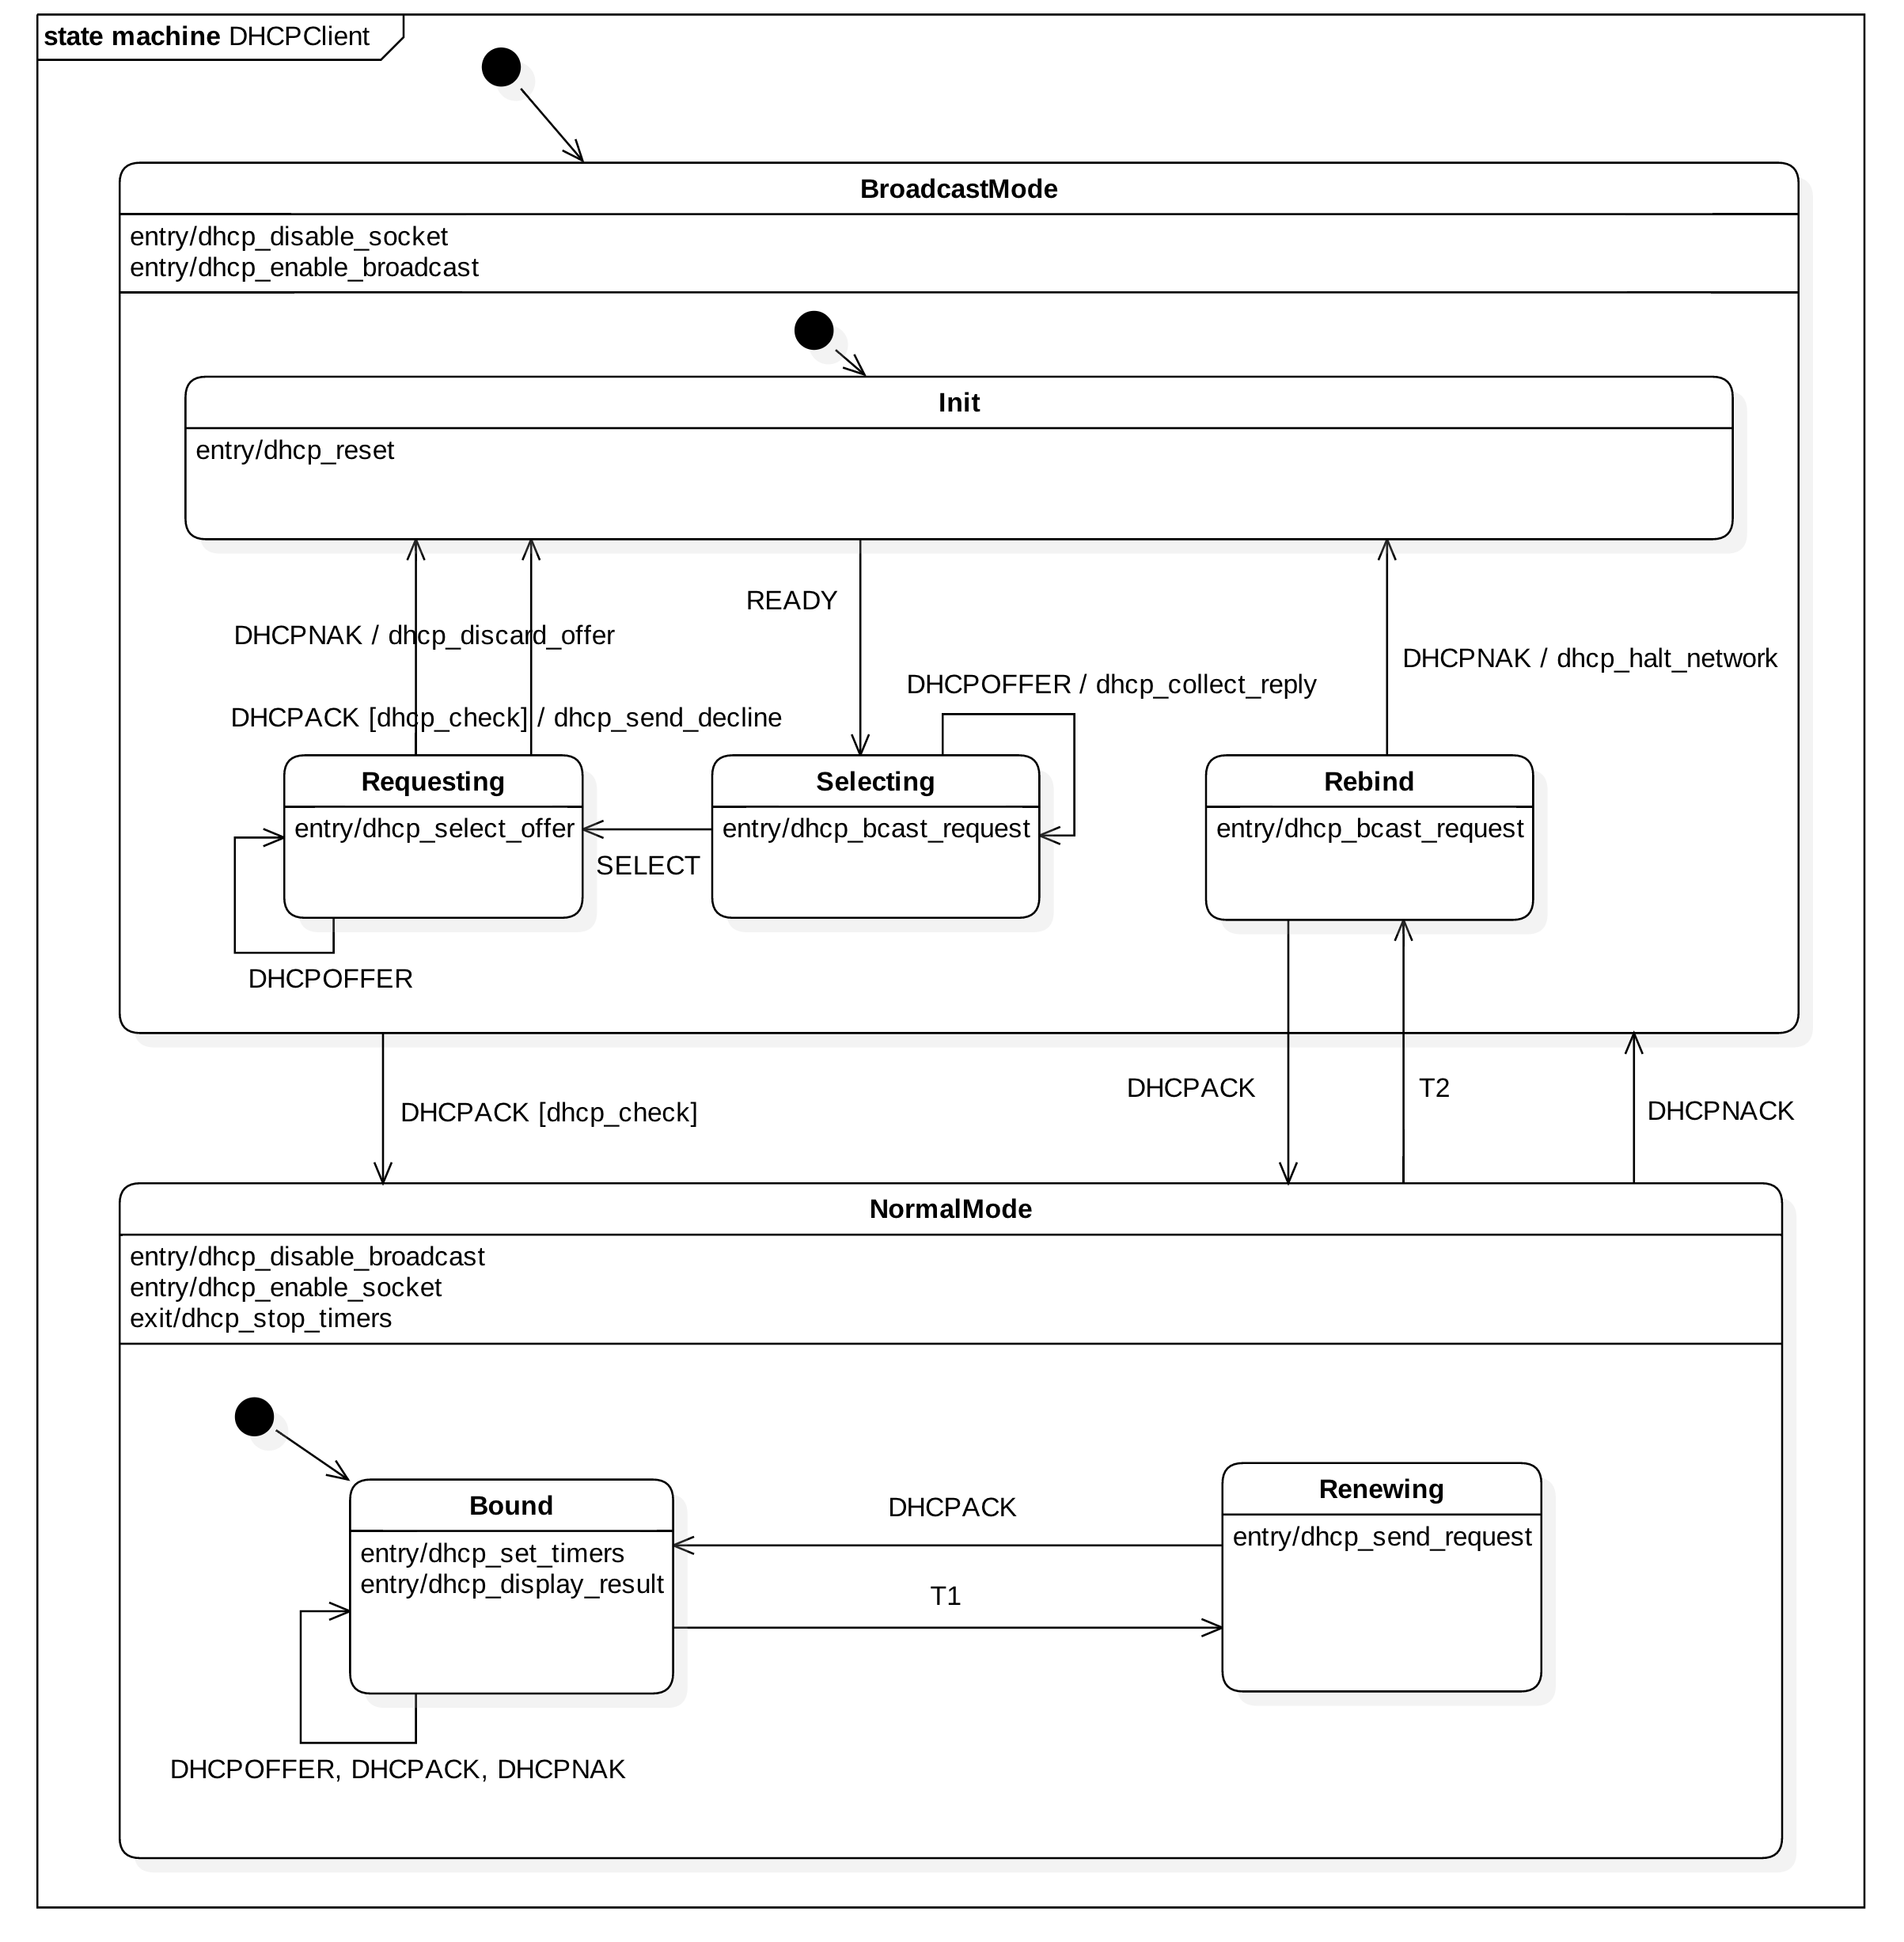 state machine DHCPClient
BroadcastMode
entry/dhcp_disable_socket
entry/dhcp_enable_broadcast
Init
entry/dhcp_reset
READY
DHCPNAK / dhcp_discard_offer
DHCPNAK / dhcp_halt_network
DHCPOFFER / dhcp_collect_reply
DHCPACK [dhcp_check] / dhcp_send_decline
Requesting
entry/dhcp_select_offer
Selecting
entry/dhcp_bcast_request
Rebind
entry/dhcp_bcast_request
SELECT
DHCPOFFER
DHCPACK [dhcp_check]
DHCPACK
T2
DHCPNACK
NormalMode
entry/dhcp_disable_broadcast
entry/dhcp_enable_socket
exit/dhcp_stop_timers
Bound
entry/dhcp_set_timers
entry/dhcp_display_result
DHCPACK
T1
Renewing
entry/dhcp_send_request
DHCPOFFER, DHCPACK, DHCPNAK